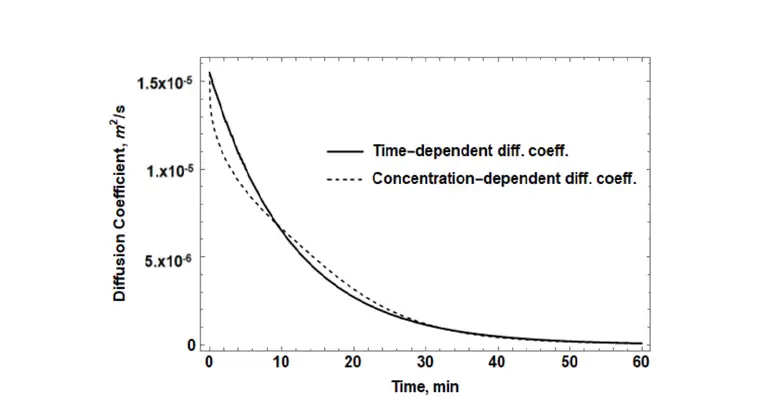 Diffusion Coefficient, m²/s
1.5x10⁻⁵
1.x10⁻⁵
5.x10⁻⁶
0
Time-dependent diff. coeff.
Concentration-dependent diff. coeff.
0 10 20 30 40 50 60
Time, min